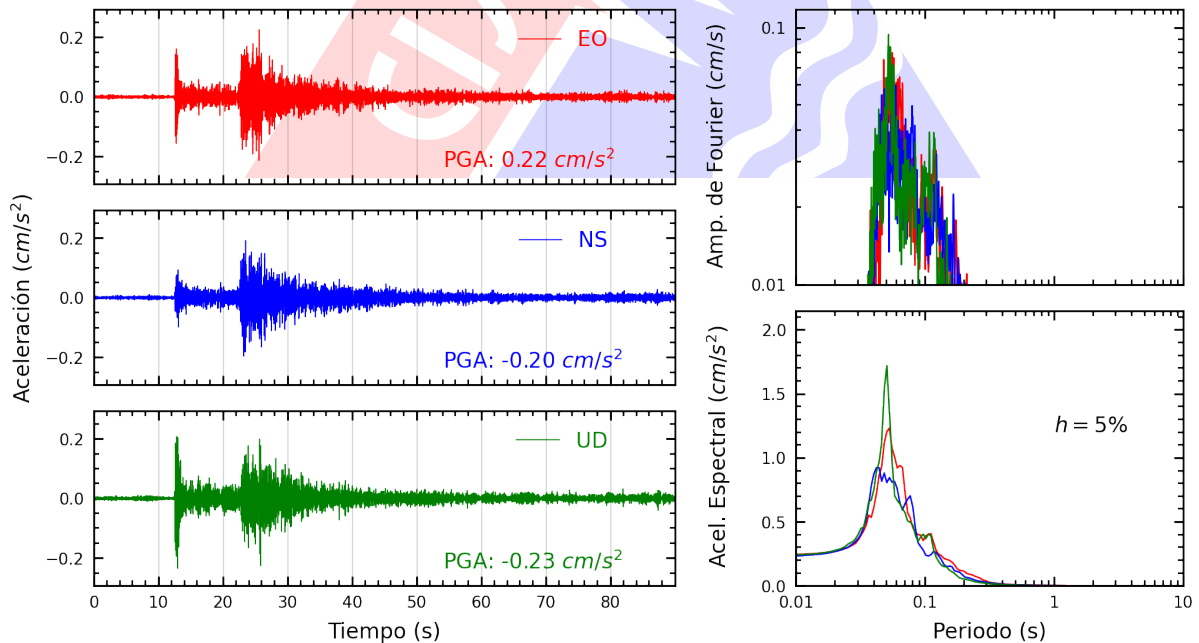 0.2
0.0
−0.2
EO
PGA: 0.22 cm/s²
0.2
0.0
−0.2
NS
PGA: -0.20 cm/s²
0.2
0.0
−0.2
UD
PGA: -0.23 cm/s²
0 10 20 30 40 50 60 70 80
Tiempo (s)
Aceleración (cm/s²)
0.1
0.01
Amp. de Fourier (cm/s)
2.0
1.5
1.0
0.5
0.0
Acel. Espectral (cm/s²)
h = 5%
0.01 0.1 1 10
Periodo (s)